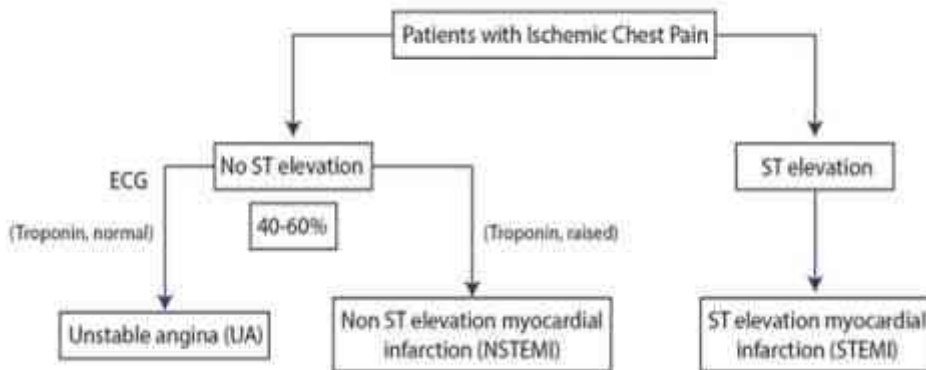 Patients with Ischemic Chest Pain
No ST elevation
ST elevation
ECG
40-60%
(Troponin, normal)
(Troponin, raised)
Unstable angina (UA)
Non ST elevation myocardial
infarction (NSTEMI)
ST elevation myocardial
infarction (STEMI)